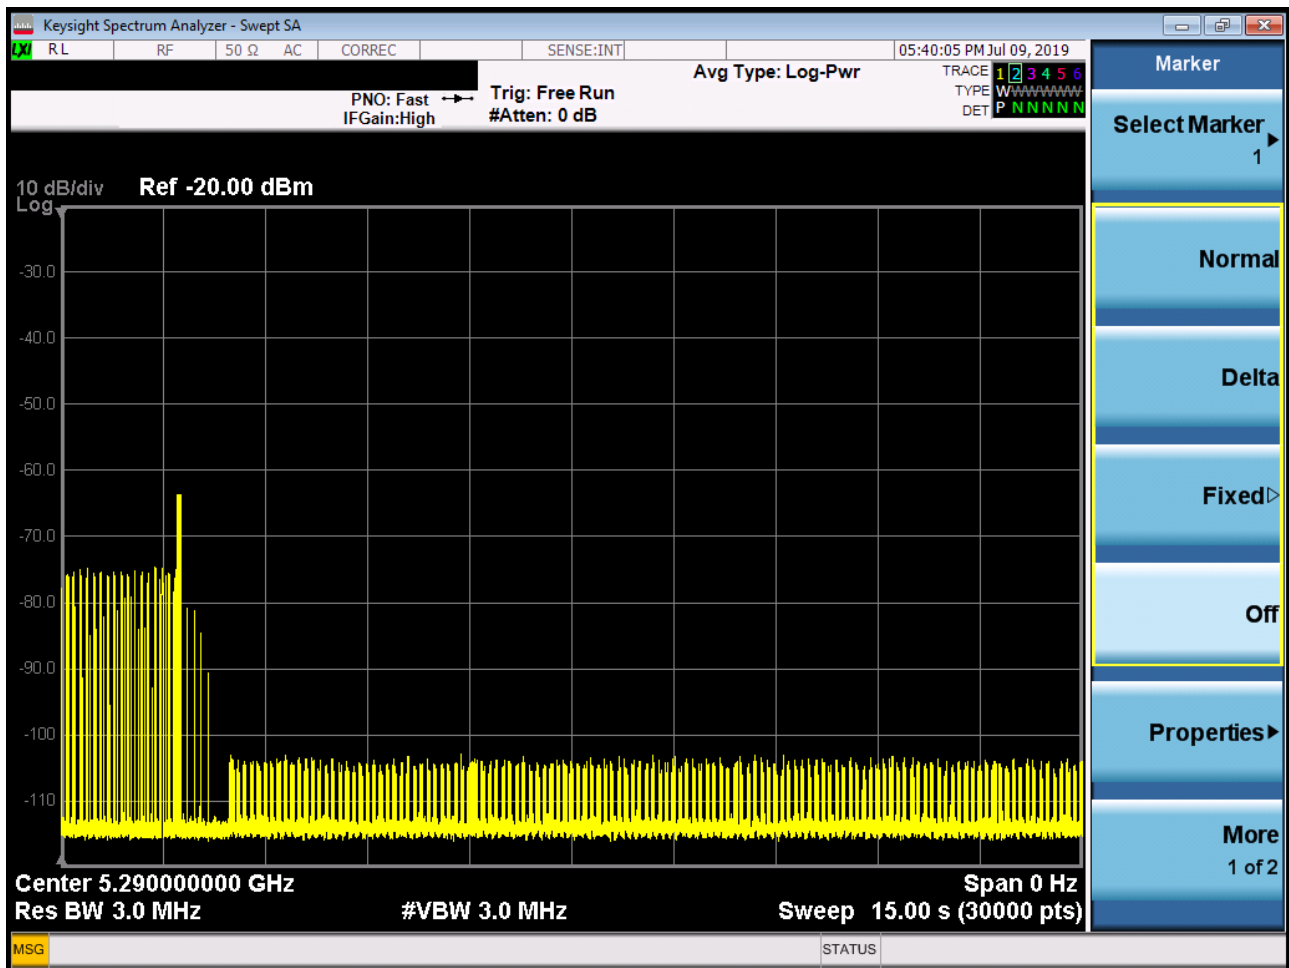 Keysight Spectrum Analyzer - Swept SA
LXI RL RF 50 Ω AC CORREC SENSE:INT 05:40:05 PM Jul 09, 2019
Avg Type: Log-Pwr
TRACE 1 2 3 4 5 6
PNO: Fast Trig: Free Run
TYPE W W W W W W
IFGain:High #Atten: 0 dB
DET P N N N N N
10 dB/div Ref -20.00 dBm
Log
-30.0
-40.0
-50.0
-60.0
-70.0
-80.0
-90.0
-100
-110
Center 5.290000000 GHz Span 0 Hz
Res BW 3.0 MHz #VBW 3.0 MHz Sweep 15.00 s (30000 pts)
MSG STATUS
Marker
Select Marker
1
Normal
Delta
Fixed
Off
Properties
More
1 of 2